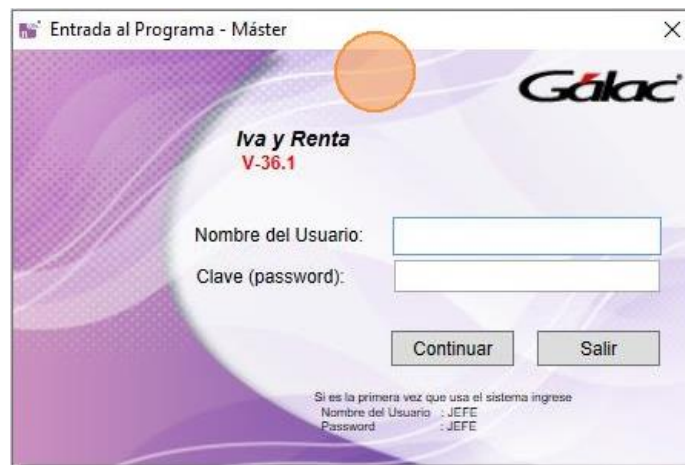 Entrada al Programa - Máster
Gálac
Iva y Renta
V-36.1
Nombre del Usuario:
Clave (password):
Continuar Salir
Si es la primera vez que usa el sistema ingrese
Nombre del Usuario : JEFE
Password : JEFE